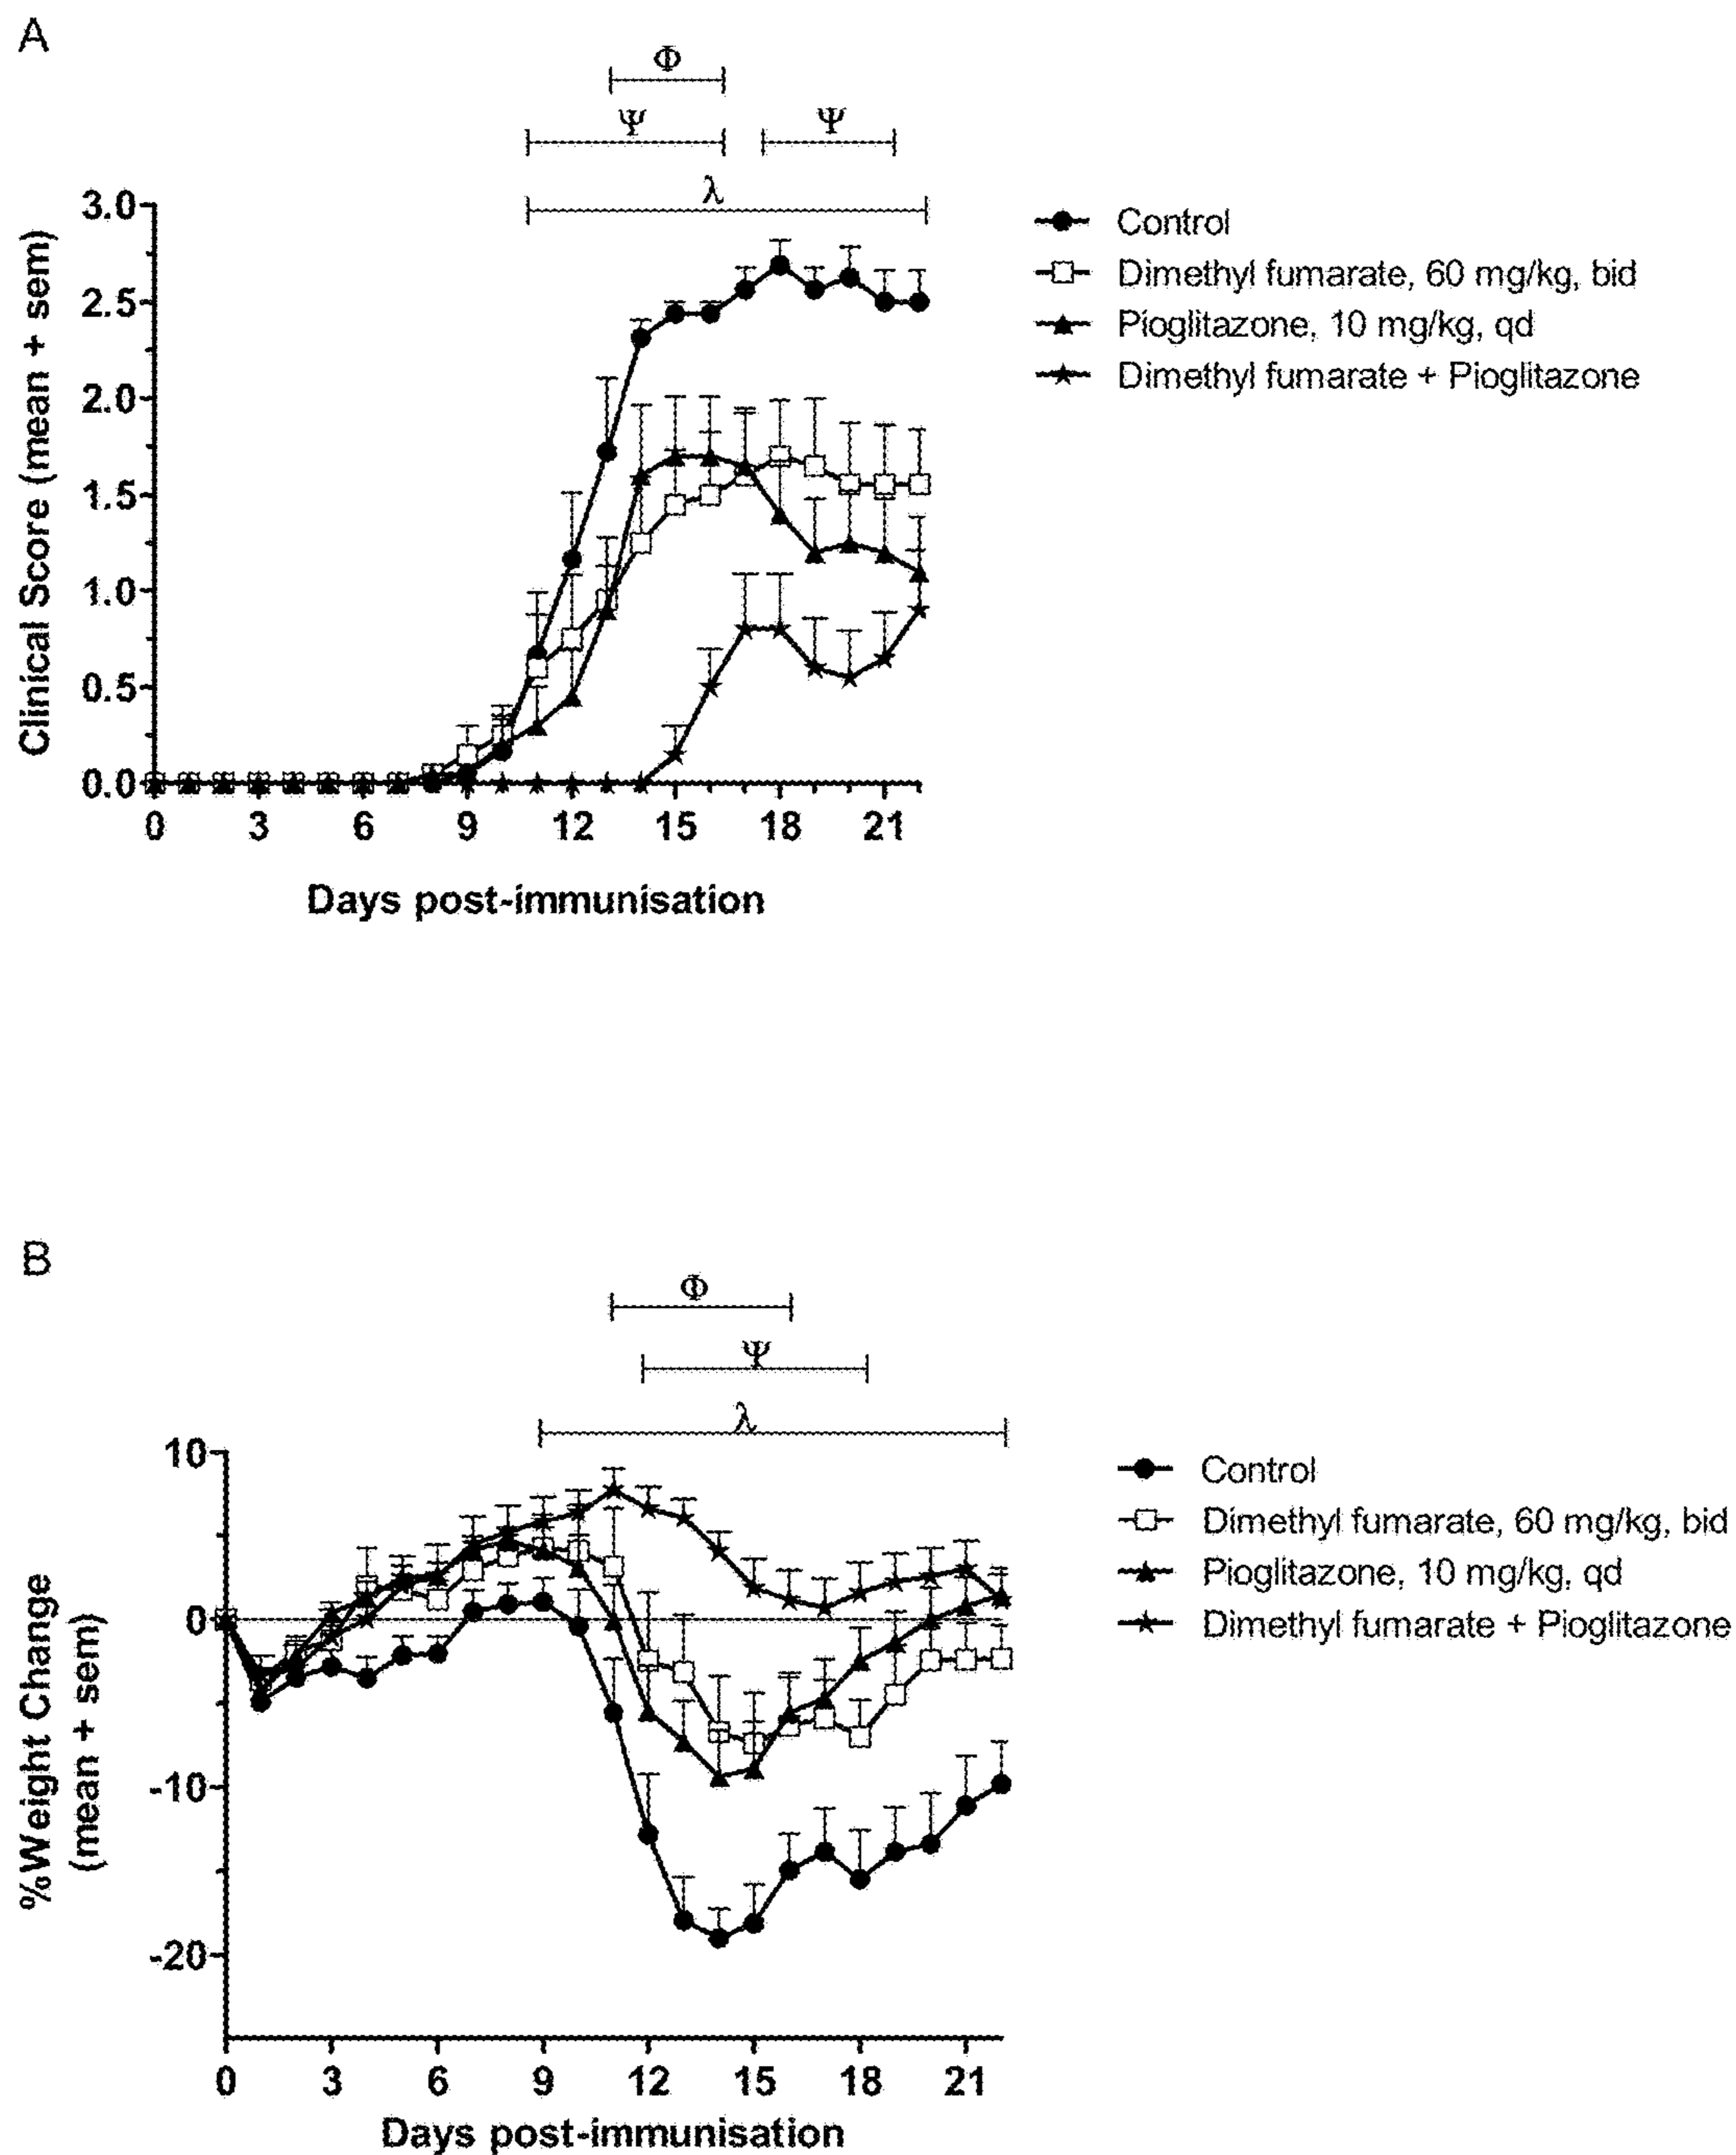 A
Φ
Ψ Ψ
λ
3.0
2.5
2.0
1.5
1.0
0.5
0.0
Clinical Score (mean + sem)
0 3 6 9 12 15 18 21
Days post-immunisation
Control
Dimethyl fumarate, 60 mg/kg, bid
Pioglitazone, 10 mg/kg, qd
Dimethyl fumarate + Pioglitazone
B
Φ
Ψ
λ
10
0
-10
-20
%Weight Change
(mean + sem)
0 3 6 9 12 15 18 21
Days post-immunisation
Control
Dimethyl fumarate, 60 mg/kg, bid
Pioglitazone, 10 mg/kg, qd
Dimethyl fumarate + Pioglitazone